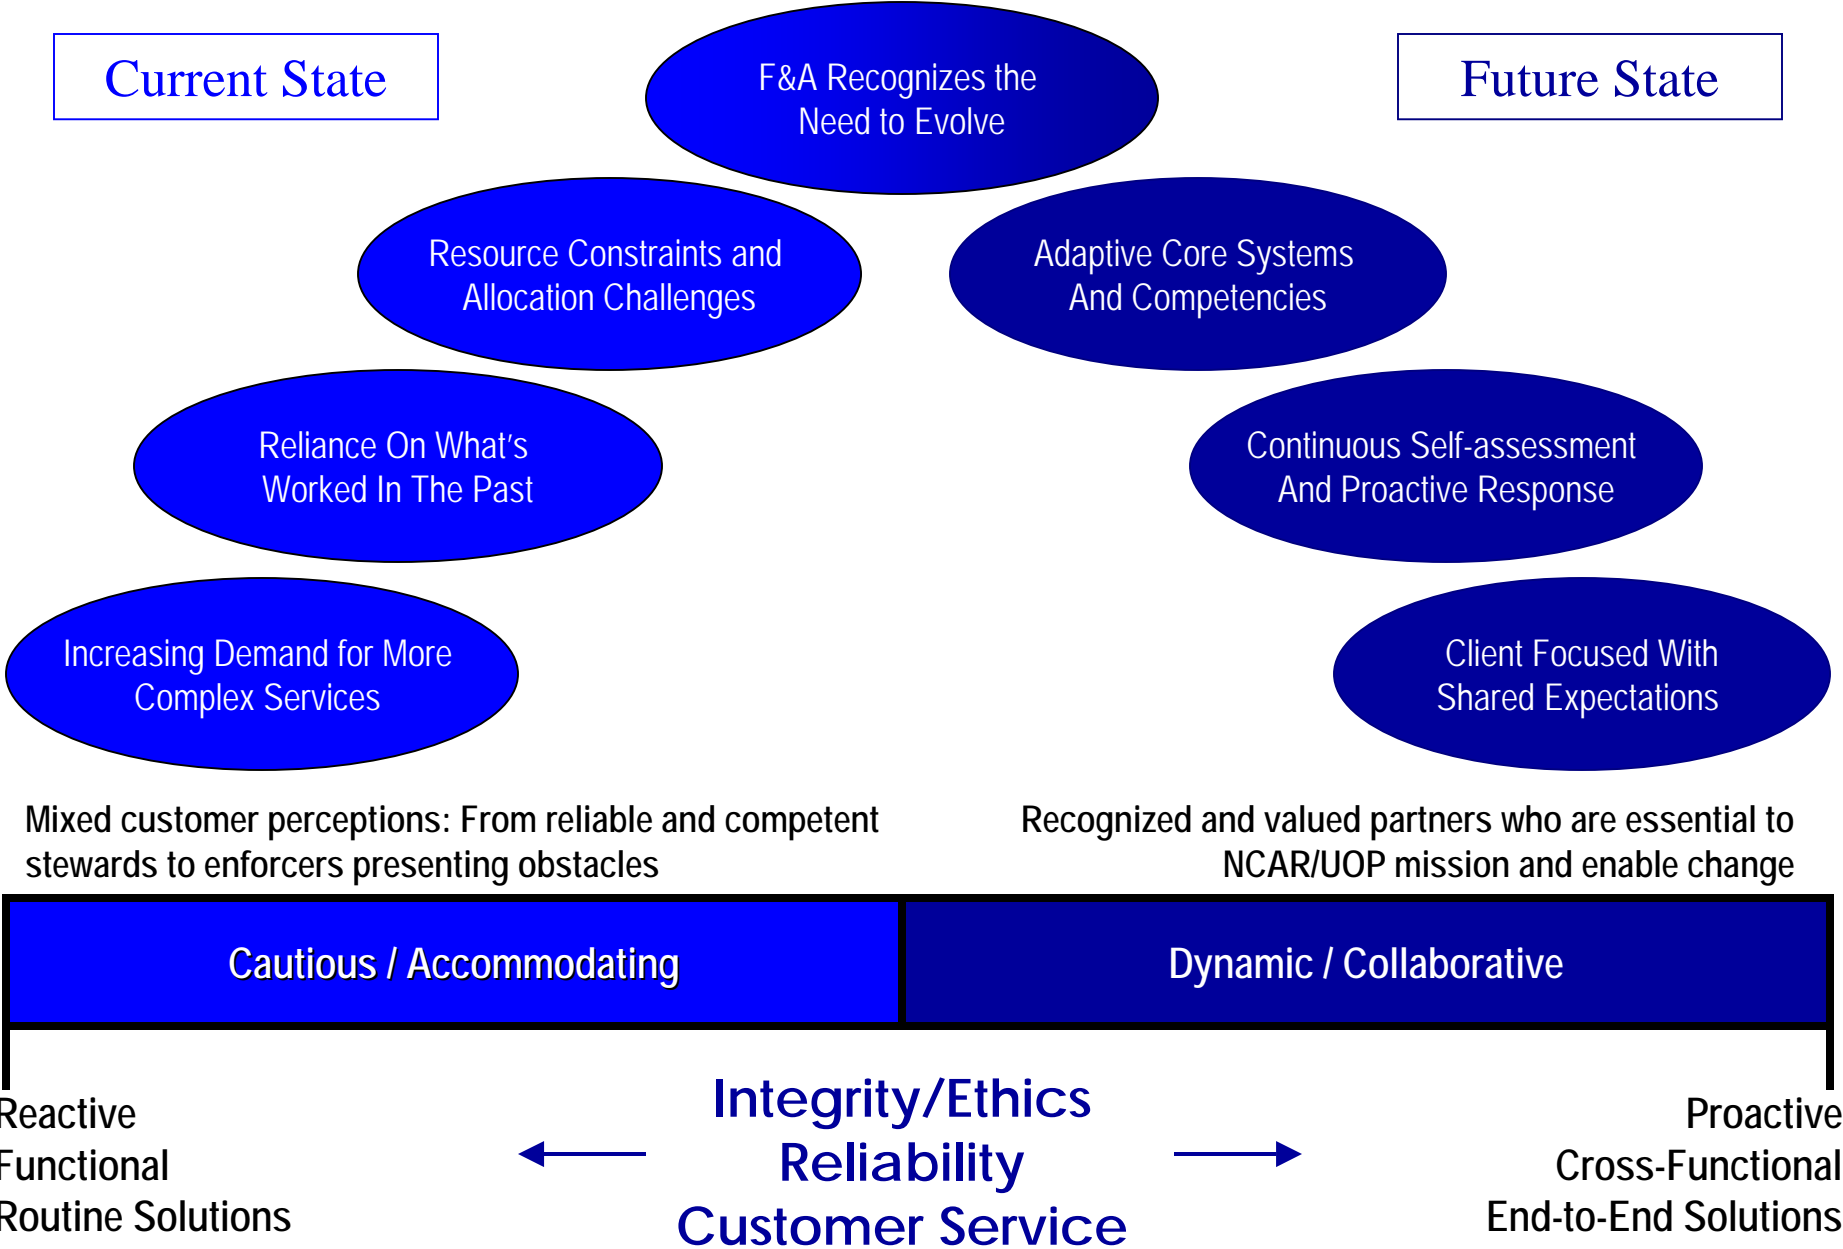 Current State
F&A Recognizes the
Need to Evolve
Future State
Resource Constraints and
Allocation Challenges
Adaptive Core Systems
And Competencies
Reliance On What's
Worked In The Past
Continuous Self-assessment
And Proactive Response
Increasing Demand for More
Complex Services
Client Focused With
Shared Expectations
Mixed customer perceptions: From reliable and competent
stewards to enforcers presenting obstacles
Recognized and valued partners who are essential to
NCAR/UOP mission and enable change
Cautious / Accommodating
Dynamic / Collaborative
Reactive
Functional
Routine Solutions
Integrity/Ethics
Reliability
Customer Service
Proactive
Cross-Functional
End-to-End Solutions